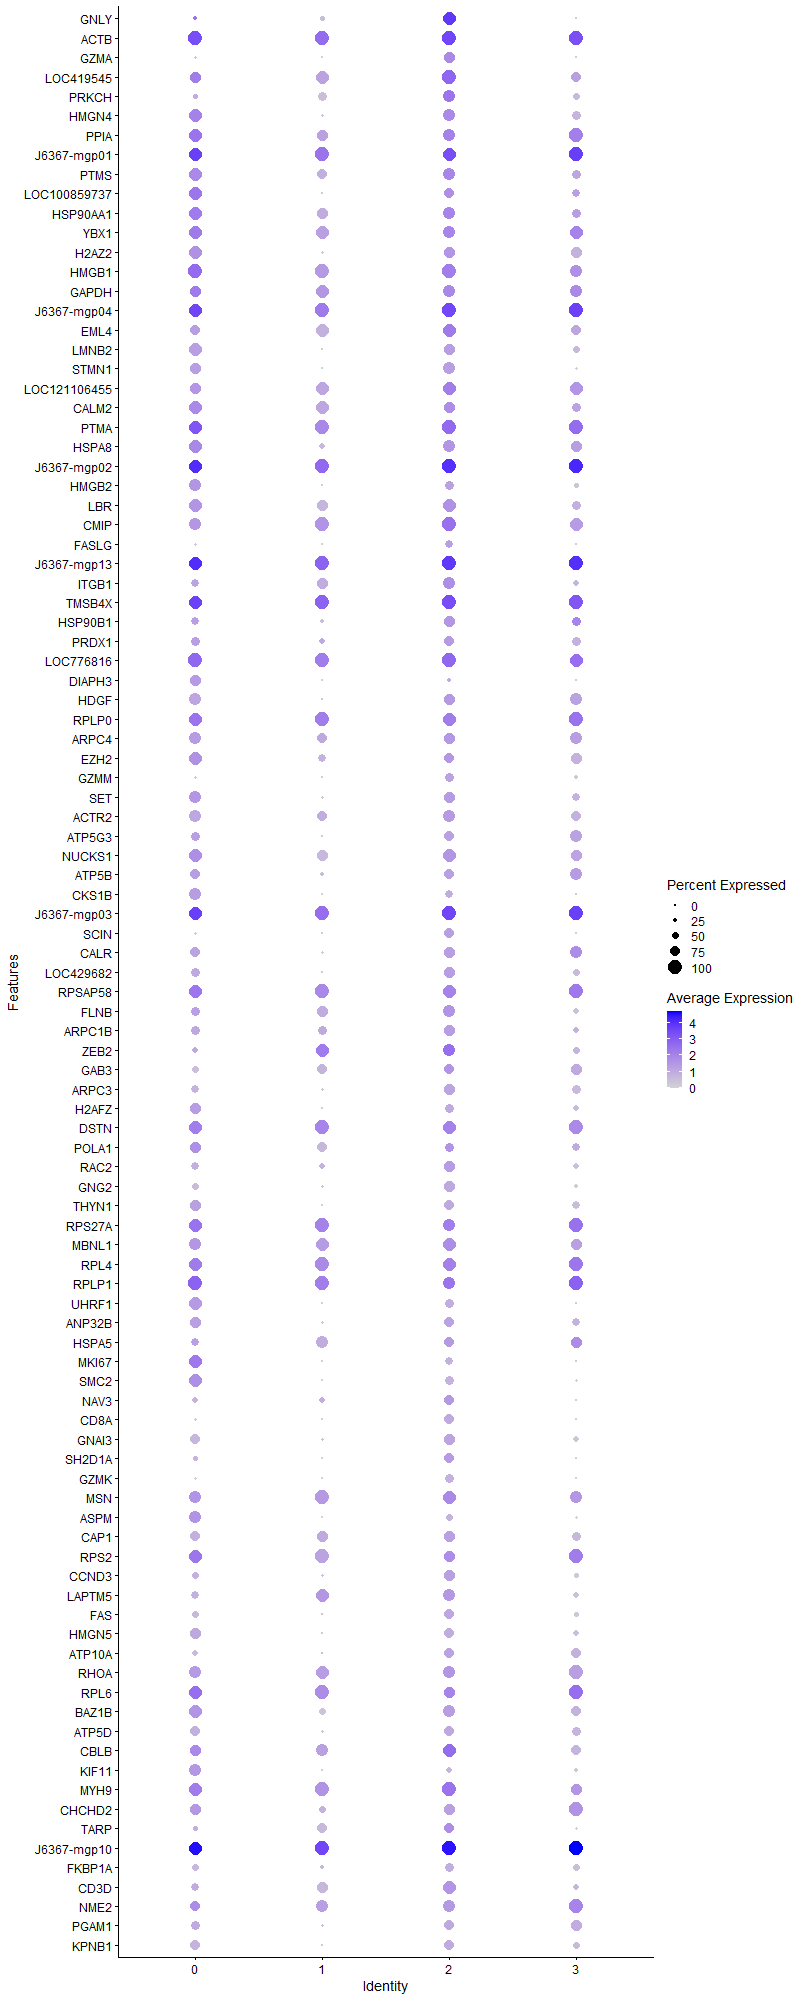 GNLY
ACTB
GZMA
LOC419545
PRKCH
HMGN4
PPIA
J6367-mgp01
PTMS
LOC100859737
HSP90AA1
YBX1
H2AZ2
HMGB1
GAPDH
J6367-mgp04
EML4
LMNB2
STMN1
LOC121106455
CALM2
PTMA
HSPA8
J6367-mgp02
HMGB2
LBR
CMIP
FASLG
J6367-mgp13
ITGB1
TMSB4X
HSP90B1
PRDX1
LOC776816
DIAPH3
HDGF
RPLP0
ARPC4
EZH2
GZMM
SET
ACTR2
ATP5G3
NUCKS1
ATP5B
CKS1B
J6367-mgp03
SCIN
CALR
LOC429682
RPSAP58
FLNB
ARPC1B
ZEB2
GAB3
ARPC3
H2AFZ
DSTN
POLA1
RAC2
GNG2
THYN1
RPS27A
MBNL1
RPL4
RPLP1
UHRF1
ANP32B
HSPA5
MKI67
SMC2
NAV3
CD8A
GNAI3
SH2D1A
GZMK
MSN
ASPM
CAP1
RPS2
CCND3
LAPTM5
FAS
HMGN5
ATP10A
RHOA
RPL6
BAZ1B
ATP5D
CBLB
KIF11
MYH9
CHCHD2
TARP
J6367-mgp10
FKBP1A
CD3D
NME2
PGAM1
KPNB1
Features
0 1 2 3
Identity
Percent Expressed
0
25
50
75
100
Average Expression
4
3
2
1
0